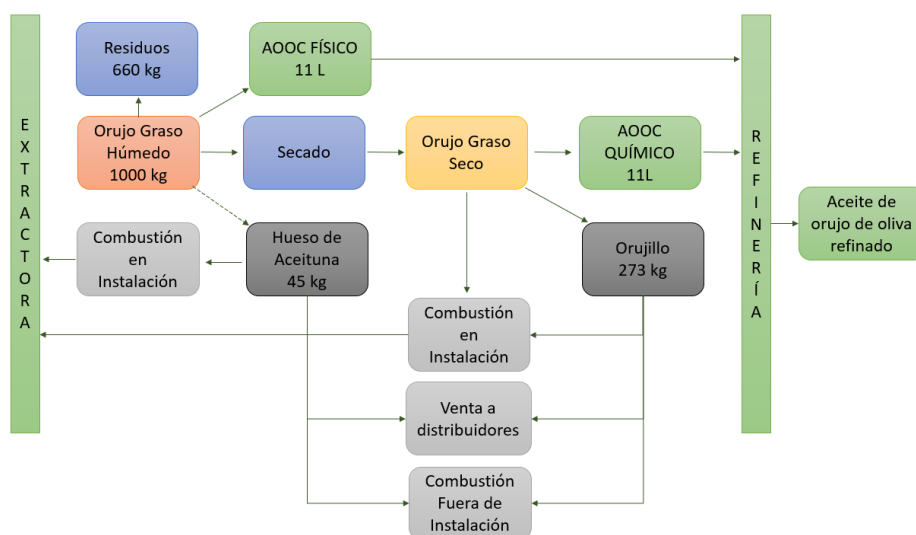 EXTRACTORA
Residuos
660 kg
AOOC FÍSICO
11 L
Orujo Graso
Húmedo
1000 kg
Secado
Orujo Graso
Seco
AOOC
QUÍMICO
11L
REFINERÍA
Aceite de
orujo de oliva
refinado
Combustión
en
Instalación
Hueso de
Aceituna
45 kg
Orujillo
273 kg
Combustión
en
Instalación
Venta a
distribuidores
Combustión
Fuera de
Instalación